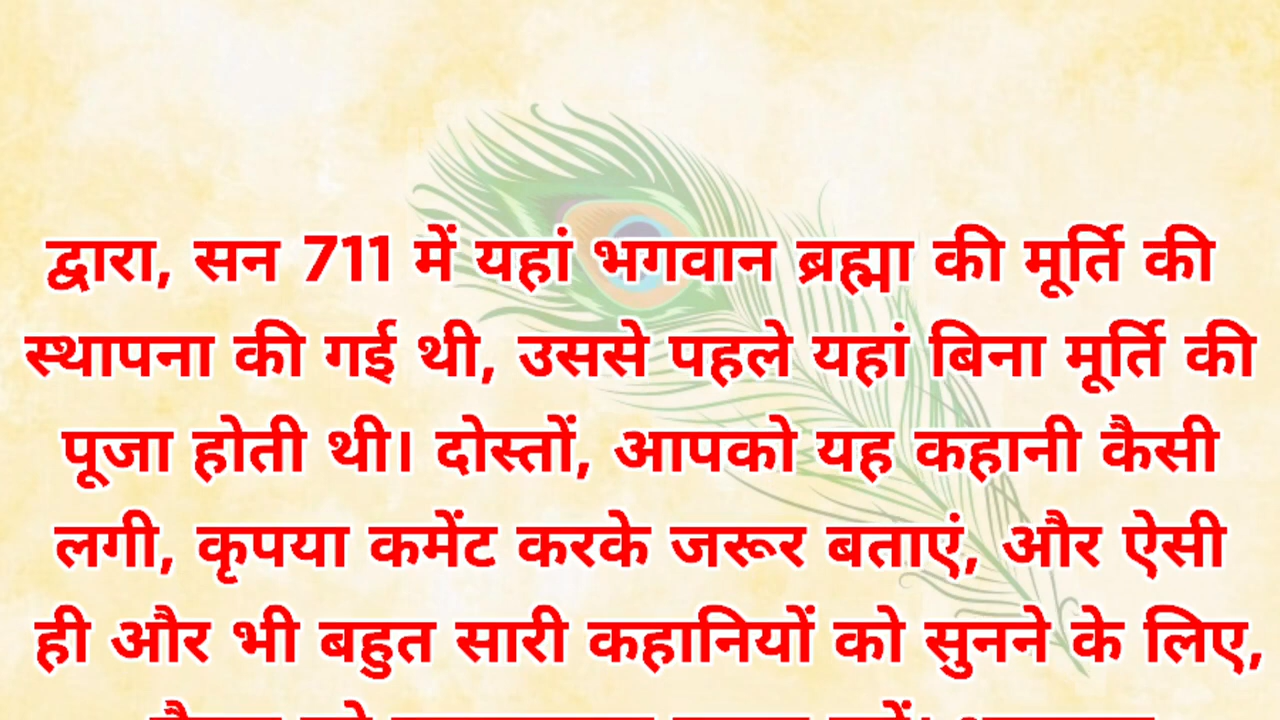 द्वारा, सन 711 में यहां भगवान ब्रह्मा की मूर्ति की
स्थापना की गई थी, उससे पहले यहां बिना मूर्ति की
पूजा होती थी। दोस्तों, आपको यह कहानी कैसी
लगी, कृपया कमेंट करके जरूर बताएं, और ऐसी
ही और भी बहुत सारी कहानियों को सुनने के लिए,